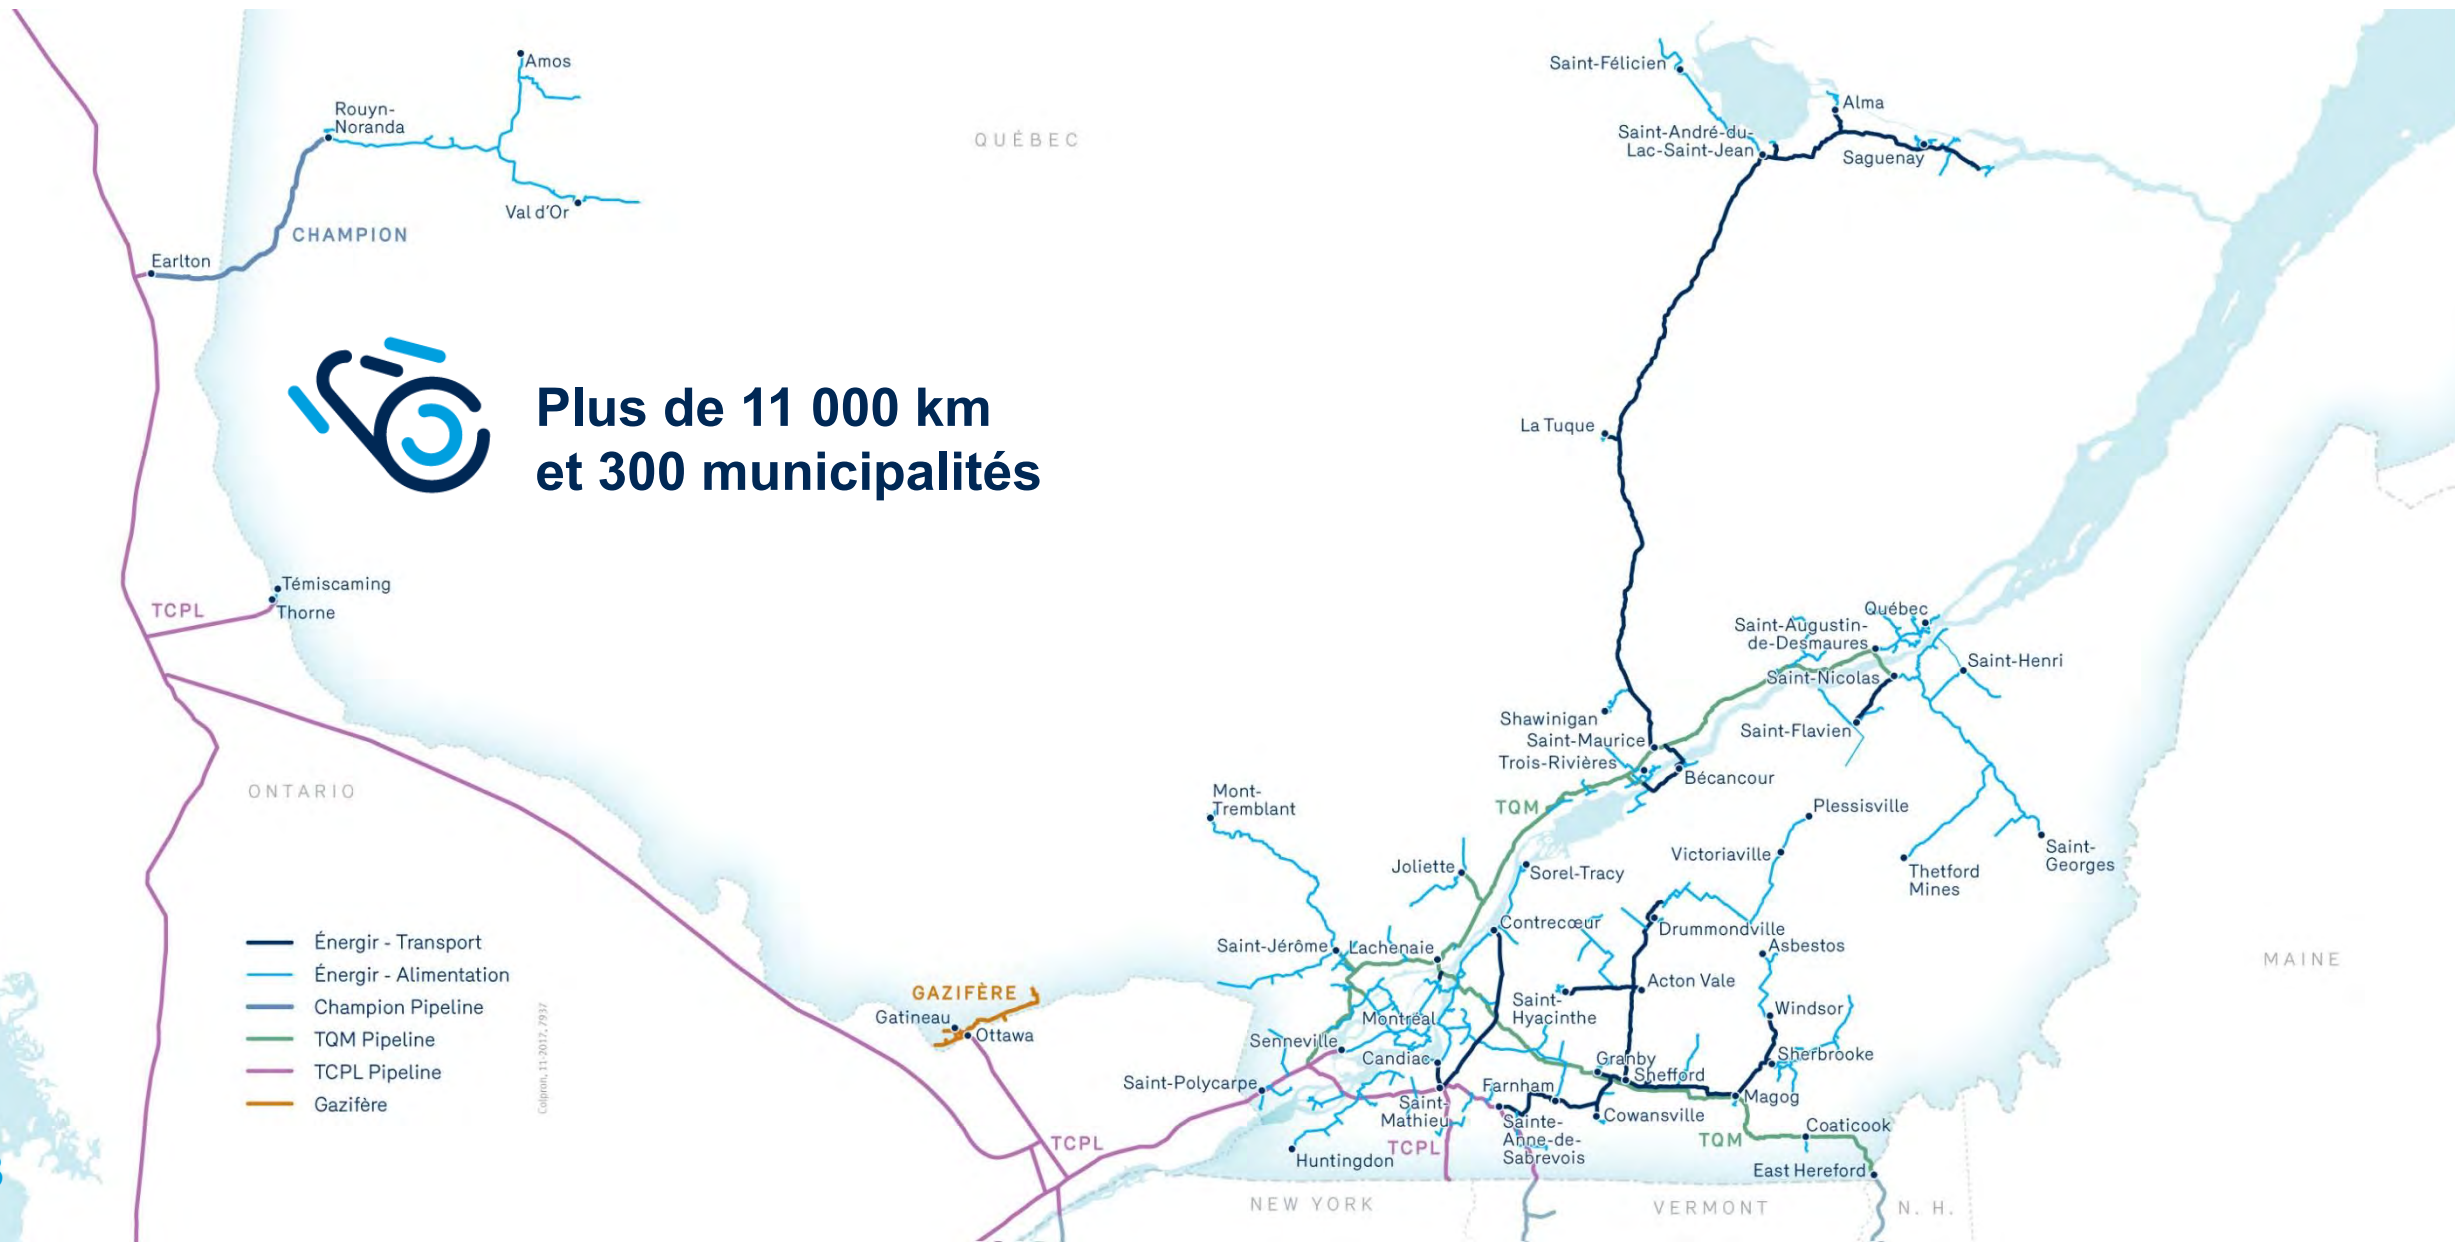 Amos
Rouyn-
Noranda
Val d'Or
CHAMPION
Earlton
QUÉBEC
Saint-Félicien
Alma
Saint-André-du-
Lac-Saint-Jean
Saguenay
Plus de 11 000 km
et 300 municipalités
La Tuque
Témiscaming
Thorne
TCPL
Québec
Saint-Augustin-
de-Desmaures
Saint-Henri
Saint-Nicolas
Saint-Flavien
Shawinigan
Saint-Maurice
Trois-Rivières
Bécancour
ONTARIO
Mont-
Tremblant
TQM
Plessisville
Victoriaville
Joliette
Sorel-Tracy
Thetford
Mines
Saint-
Georges
Contrecœur
Drummondville
Saint-Jérôme
Lachenaie
Asbestos
MAINE
Acton Vale
Saint-
Hyacinthe
Windsor
Montréal
GAZIFÈRE
Gatineau
Ottawa
Senneville
Candiac
Granby
Shefford
Sherbrooke
Saint-Polycarpe
Farnham
Magog
Saint-
Mathieu
Sainte-
Anne-de-
Sabrevois
Cowansville
Coaticook
TQM
TCPL
TCPL
Huntingdon
East Hereford
NEW YORK
VERMONT
N. H.
Énergir - Transport
Énergir - Alimentation
Champion Pipeline
TQM Pipeline
TCPL Pipeline
Gazifère
Colpron, 11-2017, 7937